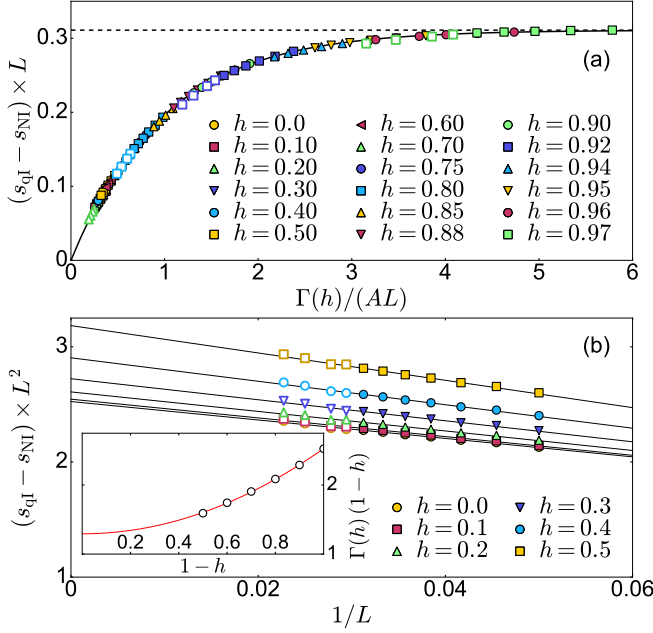 (a)
0.3
0.2
0.1
0
(s_qI − s_NI) × L
h = 0.0 h = 0.60 h = 0.90
h = 0.10 h = 0.70 h = 0.92
h = 0.20 h = 0.75 h = 0.94
h = 0.30 h = 0.80 h = 0.95
h = 0.40 h = 0.85 h = 0.96
h = 0.50 h = 0.88 h = 0.97
0 1 2 3 4 5 6
Γ(h)/(AL)
(b)
3
2
1
(s_qI − s_NI) × L²
h = 0.0 h = 0.3
h = 0.1 h = 0.4
h = 0.2 h = 0.5
2
1
Γ(h)(1−h)
0.2 0.4 0.6 0.8
1−h
0 0.02 0.04 0.06
1/L